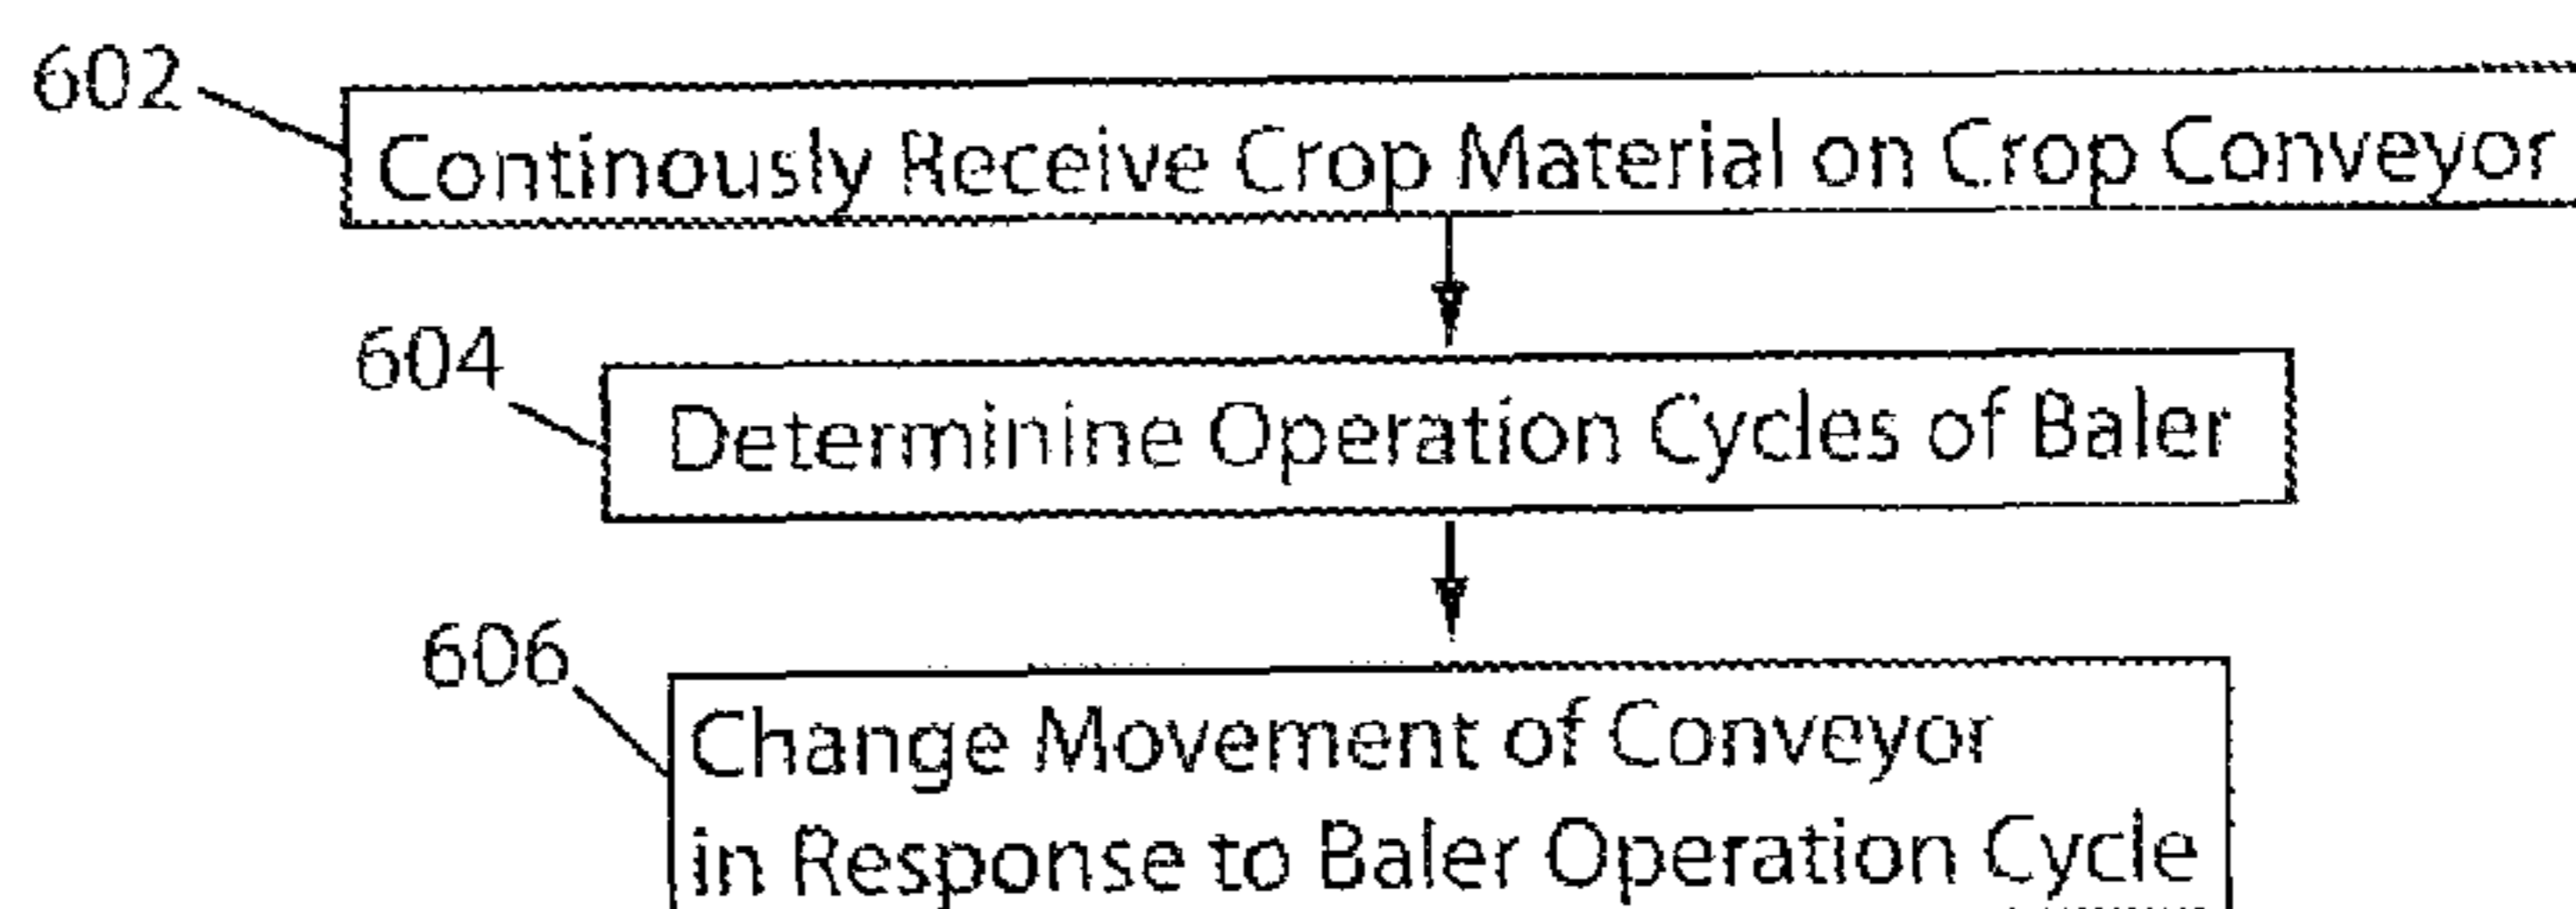 602
Continously Receive Crop Material on Crop Conveyor
604
Determinine Operation Cycles of Baler
606
Change Movement of Conveyor
in Response to Baler Operation Cycle